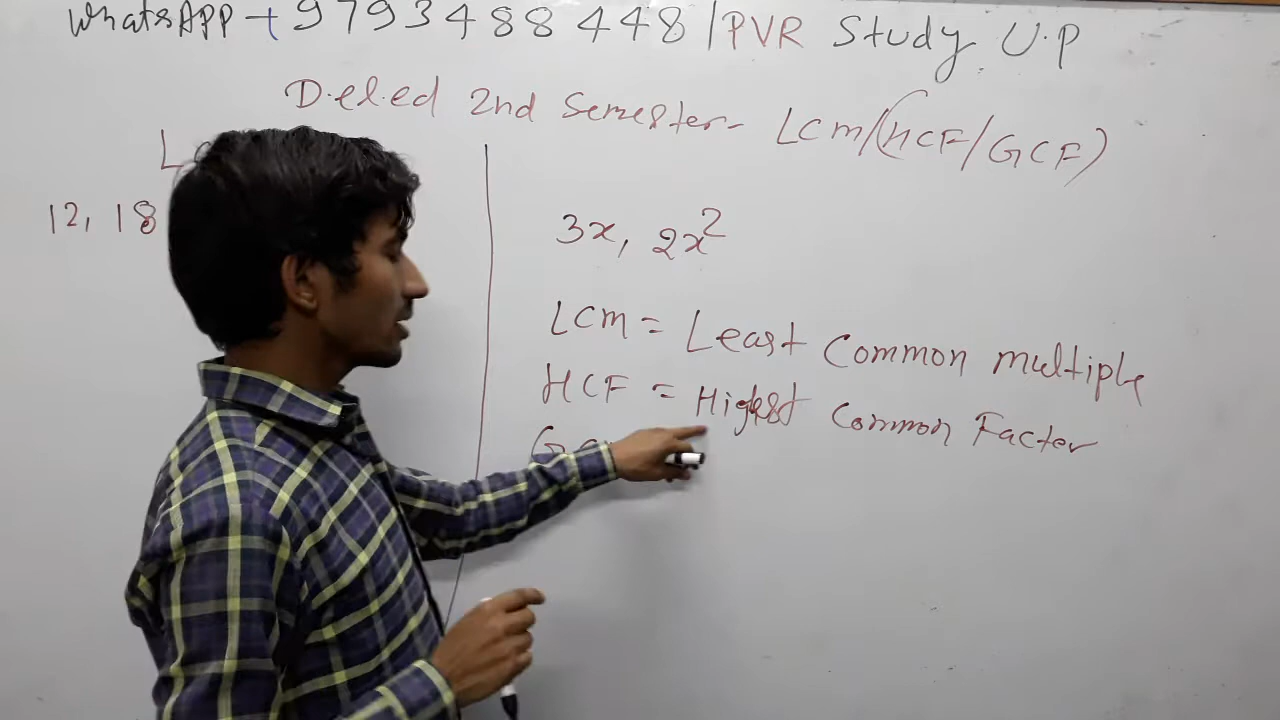 WhatsAPP + 9793488448 | PVR Study U.P
D.el.ed 2nd Semester- LCM/(HCF/GCF)
12, 18
3x, 2x²
LCM = Least Common multiple
HCF = Highest Common Facter